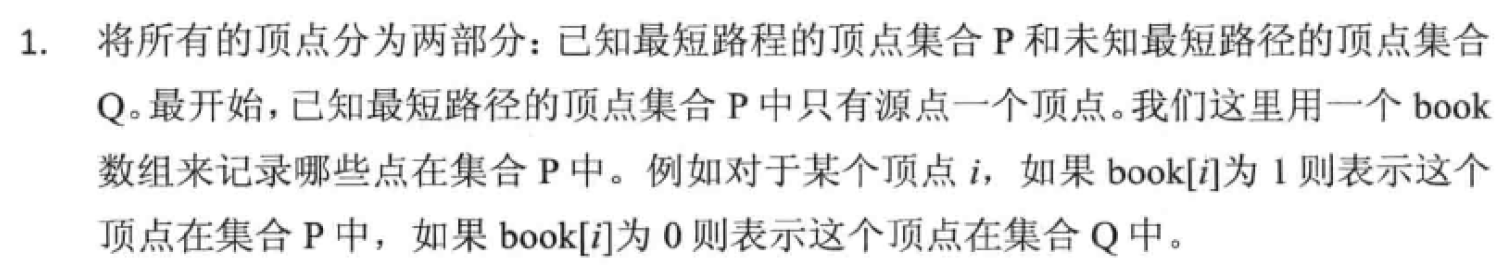 1. 将所有的顶点分为两部分：已知最短路程的顶点集合 P 和未知最短路径的顶点集合
Q。最开始，已知最短路径的顶点集合 P 中只有源点一个顶点。我们这里用一个 book
数组来记录哪些点在集合 P 中。例如对于某个顶点 i，如果 book[i]为 1 则表示这个
顶点在集合 P 中，如果 book[i]为 0 则表示这个顶点在集合 Q 中。